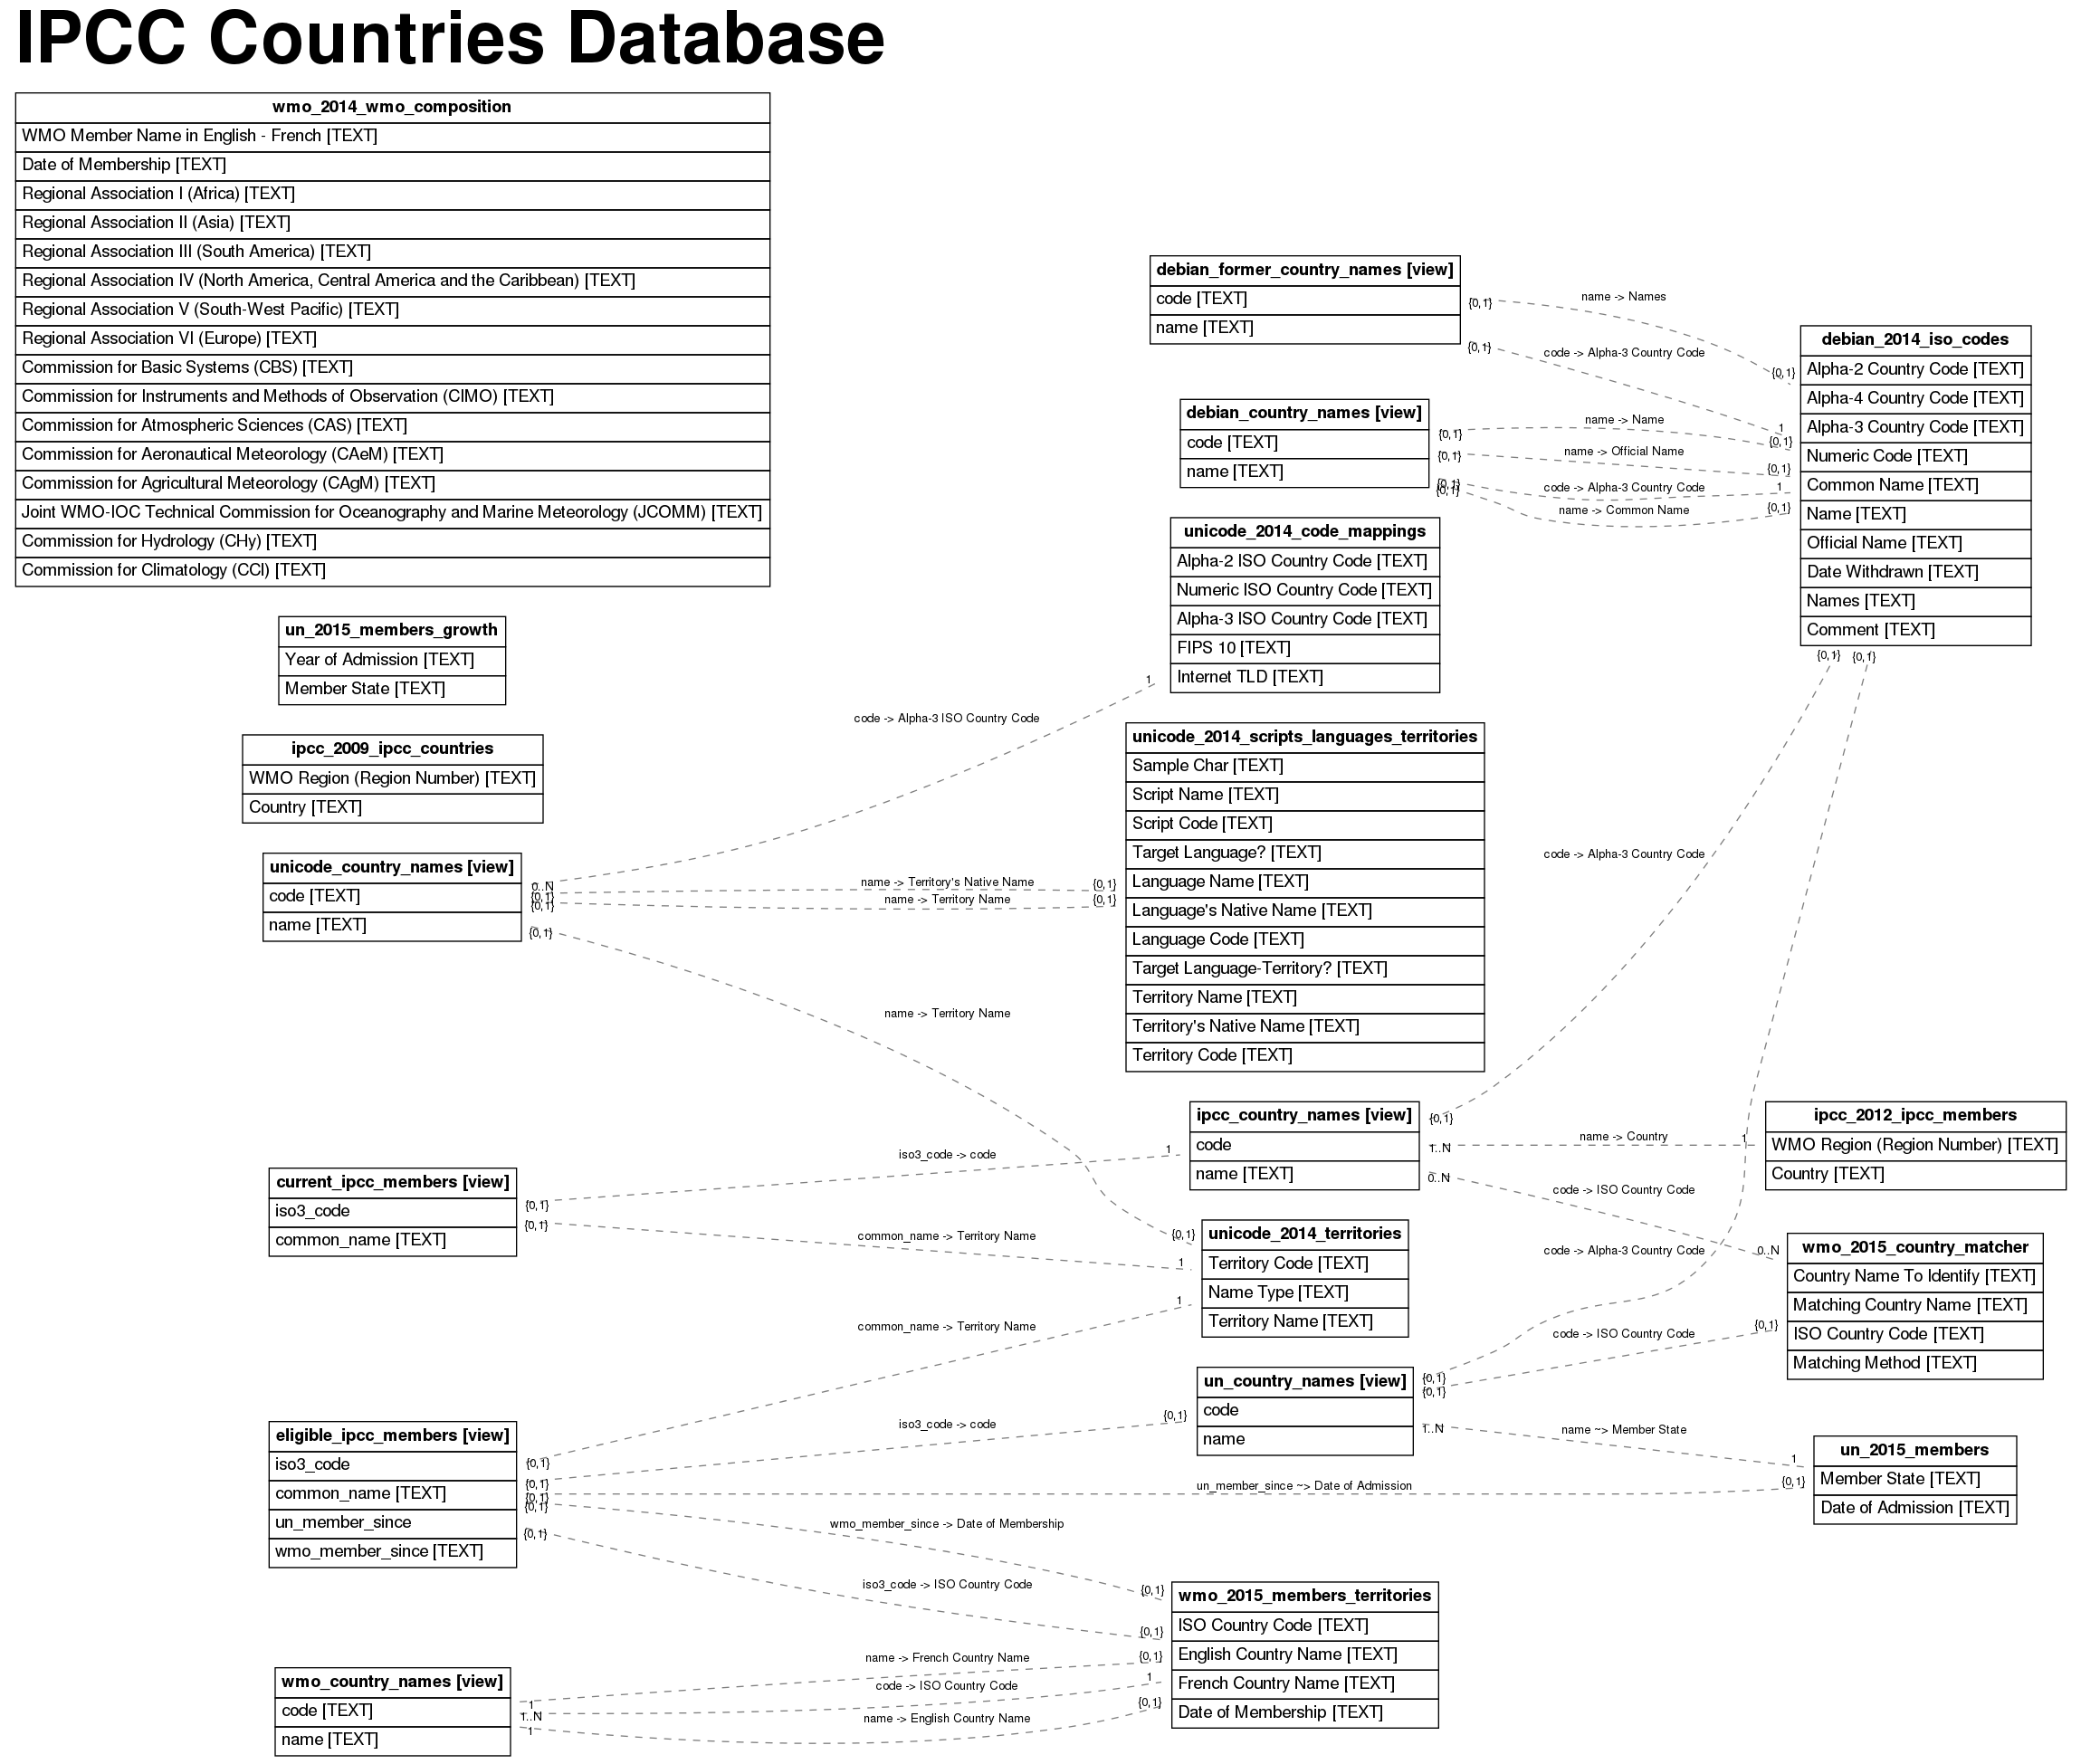 IPCC Countries Database
wmo_2014_wmo_composition
WMO Member Name in English - French [TEXT]
Date of Membership [TEXT]
Regional Association I (Africa) [TEXT]
Regional Association II (Asia) [TEXT]
Regional Association III (South America) [TEXT]
Regional Association IV (North America, Central America and the Caribbean) [TEXT]
Regional Association V (South-West Pacific) [TEXT]
Regional Association VI (Europe) [TEXT]
Commission for Basic Systems (CBS) [TEXT]
Commission for Instruments and Methods of Observation (CIMO) [TEXT]
Commission for Atmospheric Sciences (CAS) [TEXT]
Commission for Aeronautical Meteorology (CAeM) [TEXT]
Commission for Agricultural Meteorology (CAgM) [TEXT]
Joint WMO-IOC Technical Commission for Oceanography and Marine Meteorology (JCOMM) [TEXT]
Commission for Hydrology (CHy) [TEXT]
Commission for Climatology (CCl) [TEXT]
un_2015_members_growth
Year of Admission [TEXT]
Member State [TEXT]
ipcc_2009_ipcc_countries
WMO Region (Region Number) [TEXT]
Country [TEXT]
unicode_country_names [view]
code [TEXT]
name [TEXT]
0..N
{0,1}
{0,1}
{0,1}
code -> Alpha-3 ISO Country Code
1
name -> Territory's Native Name
{0,1}
name -> Territory Name
{0,1}
name -> Territory Name
{0,1}
current_ipcc_members [view]
iso3_code
common_name [TEXT]
{0,1}
iso3_code -> code
1
{0,1}
common_name -> Territory Name
1
eligible_ipcc_members [view]
iso3_code
common_name [TEXT]
un_member_since
wmo_member_since [TEXT]
{0,1}
common_name -> Territory Name
1
{0,1}
iso3_code -> code
{0,1}
{0,1}
un_member_since ~> Date of Admission
{0,1}
{0,1}
wmo_member_since -> Date of Membership
{0,1}
{0,1}
iso3_code -> ISO Country Code
{0,1}
wmo_country_names [view]
code [TEXT]
name [TEXT]
1
name -> French Country Name
{0,1}
1..N
code -> ISO Country Code
1
1
name -> English Country Name
{0,1}
debian_former_country_names [view]
code [TEXT]
name [TEXT]
{0,1}
name -> Names
{0,1}
{0,1}
code -> Alpha-3 Country Code
1
debian_country_names [view]
code [TEXT]
name [TEXT]
{0,1}
name -> Name
{0,1}
{0,1}
name -> Official Name
{0,1}
{0,1}
code -> Alpha-3 Country Code
1
{0,1}
name -> Common Name
{0,1}
unicode_2014_code_mappings
Alpha-2 ISO Country Code [TEXT]
Numeric ISO Country Code [TEXT]
Alpha-3 ISO Country Code [TEXT]
FIPS 10 [TEXT]
Internet TLD [TEXT]
unicode_2014_scripts_languages_territories
Sample Char [TEXT]
Script Name [TEXT]
Script Code [TEXT]
Target Language? [TEXT]
Language Name [TEXT]
Language's Native Name [TEXT]
Language Code [TEXT]
Target Language-Territory? [TEXT]
Territory Name [TEXT]
Territory's Native Name [TEXT]
Territory Code [TEXT]
ipcc_country_names [view]
code
name [TEXT]
{0,1}
code -> Alpha-3 Country Code
{0,1}
1..N
name -> Country
1
0..N
code -> ISO Country Code
0..N
unicode_2014_territories
Territory Code [TEXT]
Name Type [TEXT]
Territory Name [TEXT]
un_country_names [view]
code
name
{0,1}
code -> Alpha-3 Country Code
{0,1}
{0,1}
code -> ISO Country Code
{0,1}
1..N
name ~> Member State
1
wmo_2015_members_territories
ISO Country Code [TEXT]
English Country Name [TEXT]
French Country Name [TEXT]
Date of Membership [TEXT]
debian_2014_iso_codes
Alpha-2 Country Code [TEXT]
Alpha-4 Country Code [TEXT]
Alpha-3 Country Code [TEXT]
Numeric Code [TEXT]
Common Name [TEXT]
Name [TEXT]
Official Name [TEXT]
Date Withdrawn [TEXT]
Names [TEXT]
Comment [TEXT]
ipcc_2012_ipcc_members
WMO Region (Region Number) [TEXT]
Country [TEXT]
wmo_2015_country_matcher
Country Name To Identify [TEXT]
Matching Country Name [TEXT]
ISO Country Code [TEXT]
Matching Method [TEXT]
un_2015_members
Member State [TEXT]
Date of Admission [TEXT]